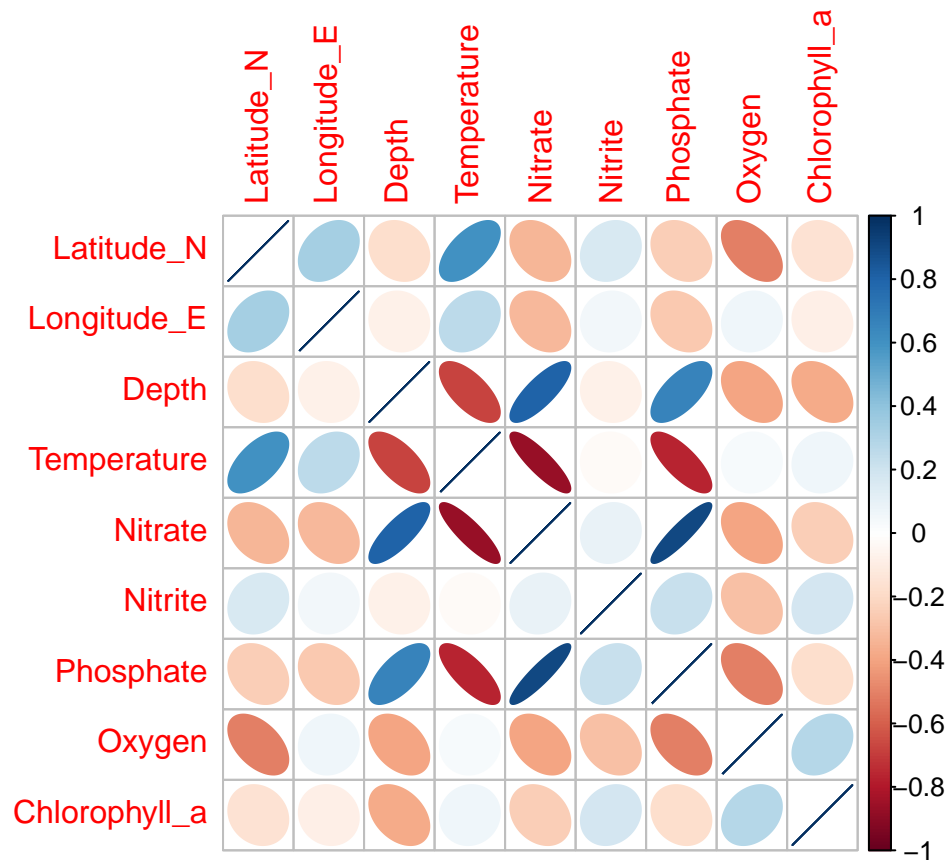 Latitude_N
Longitude_E
Depth
Temperature
Nitrate
Nitrite
Phosphate
Oxygen
Chlorophyll_a
Latitude_N
Longitude_E
Depth
Temperature
Nitrate
Nitrite
Phosphate
Oxygen
Chlorophyll_a
1
0.8
0.6
0.4
0.2
0
−0.2
−0.4
−0.6
−0.8
−1